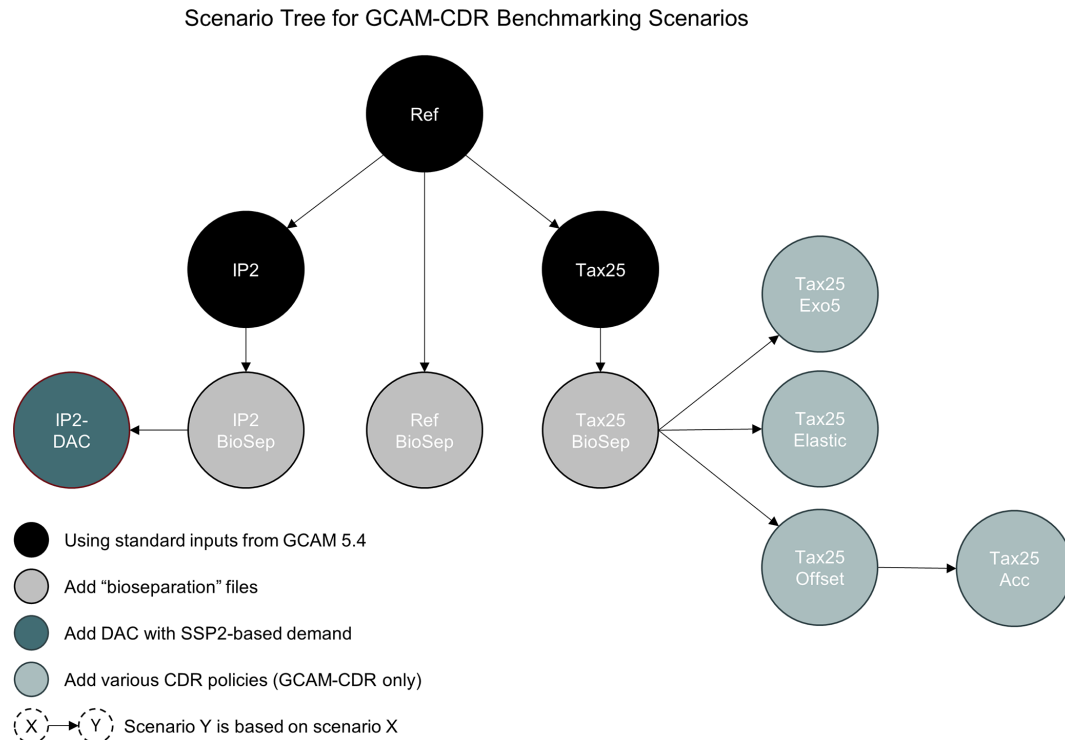 Scenario Tree for GCAM-CDR Benchmarking Scenarios
Ref
IP2
Tax25
Tax25
Exo5
IP2-
DAC
IP2
BioSep
Ref
BioSep
Tax25
BioSep
Tax25
Elastic
Tax25
Offset
Tax25
Acc
Using standard inputs from GCAM 5.4
Add “bioseparation” files
Add DAC with SSP2-based demand
Add various CDR policies (GCAM-CDR only)
X Y Scenario Y is based on scenario X